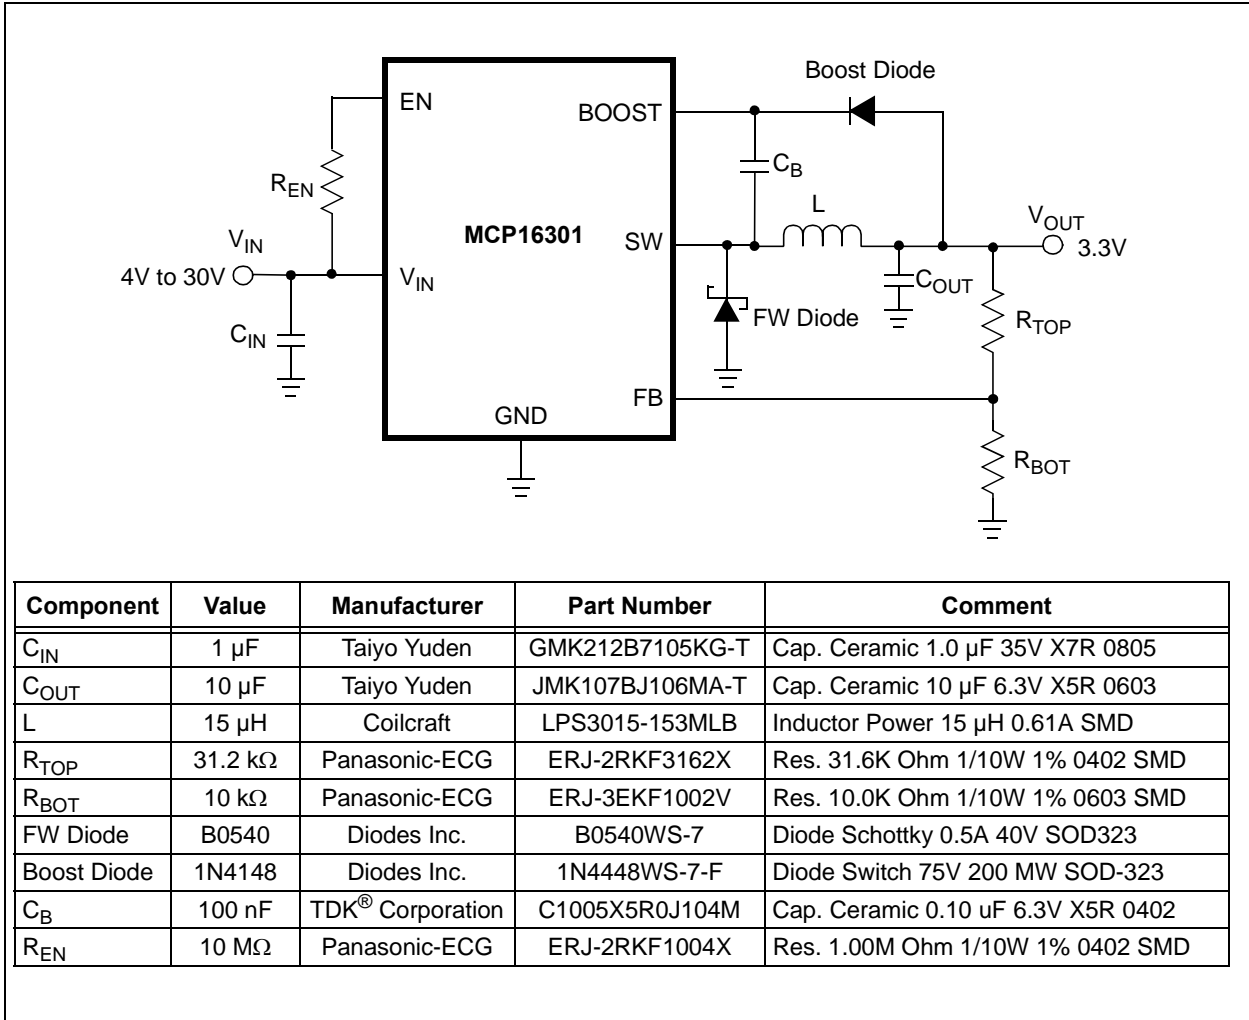 Boost Diode
EN
BOOST
CB
REN
L
MCP16301
SW
VOUT
3.3V
VIN
4V to 30V
VIN
COUT
FW Diode
RTOP
CIN
FB
GND
RBOT
Component Value Manufacturer Part Number Comment
CIN 1 µF Taiyo Yuden GMK212B7105KG-T Cap. Ceramic 1.0 µF 35V X7R 0805
COUT 10 µF Taiyo Yuden JMK107BJ106MA-T Cap. Ceramic 10 µF 6.3V X5R 0603
L 15 µH Coilcraft LPS3015-153MLB Inductor Power 15 µH 0.61A SMD
RTOP 31.2 kΩ Panasonic-ECG ERJ-2RKF3162X Res. 31.6K Ohm 1/10W 1% 0402 SMD
RBOT 10 kΩ Panasonic-ECG ERJ-3EKF1002V Res. 10.0K Ohm 1/10W 1% 0603 SMD
FW Diode B0540 Diodes Inc. B0540WS-7 Diode Schottky 0.5A 40V SOD323
Boost Diode 1N4148 Diodes Inc. 1N4448WS-7-F Diode Switch 75V 200 MW SOD-323
CB 100 nF TDK® Corporation C1005X5R0J104M Cap. Ceramic 0.10 uF 6.3V X5R 0402
REN 10 MΩ Panasonic-ECG ERJ-2RKF1004X Res. 1.00M Ohm 1/10W 1% 0402 SMD